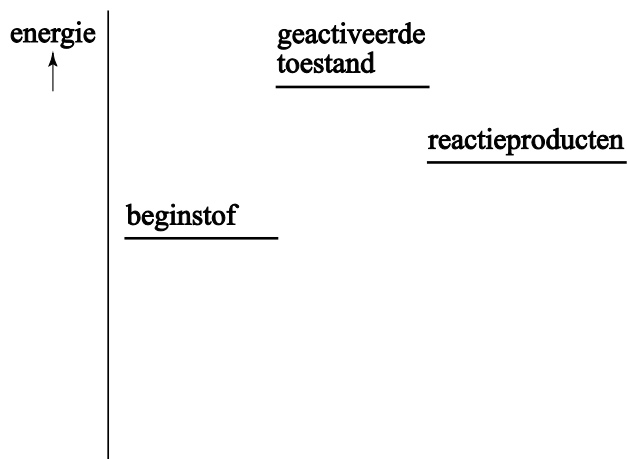 energie
geactiveerde
toestand
reactieproducten
beginstof